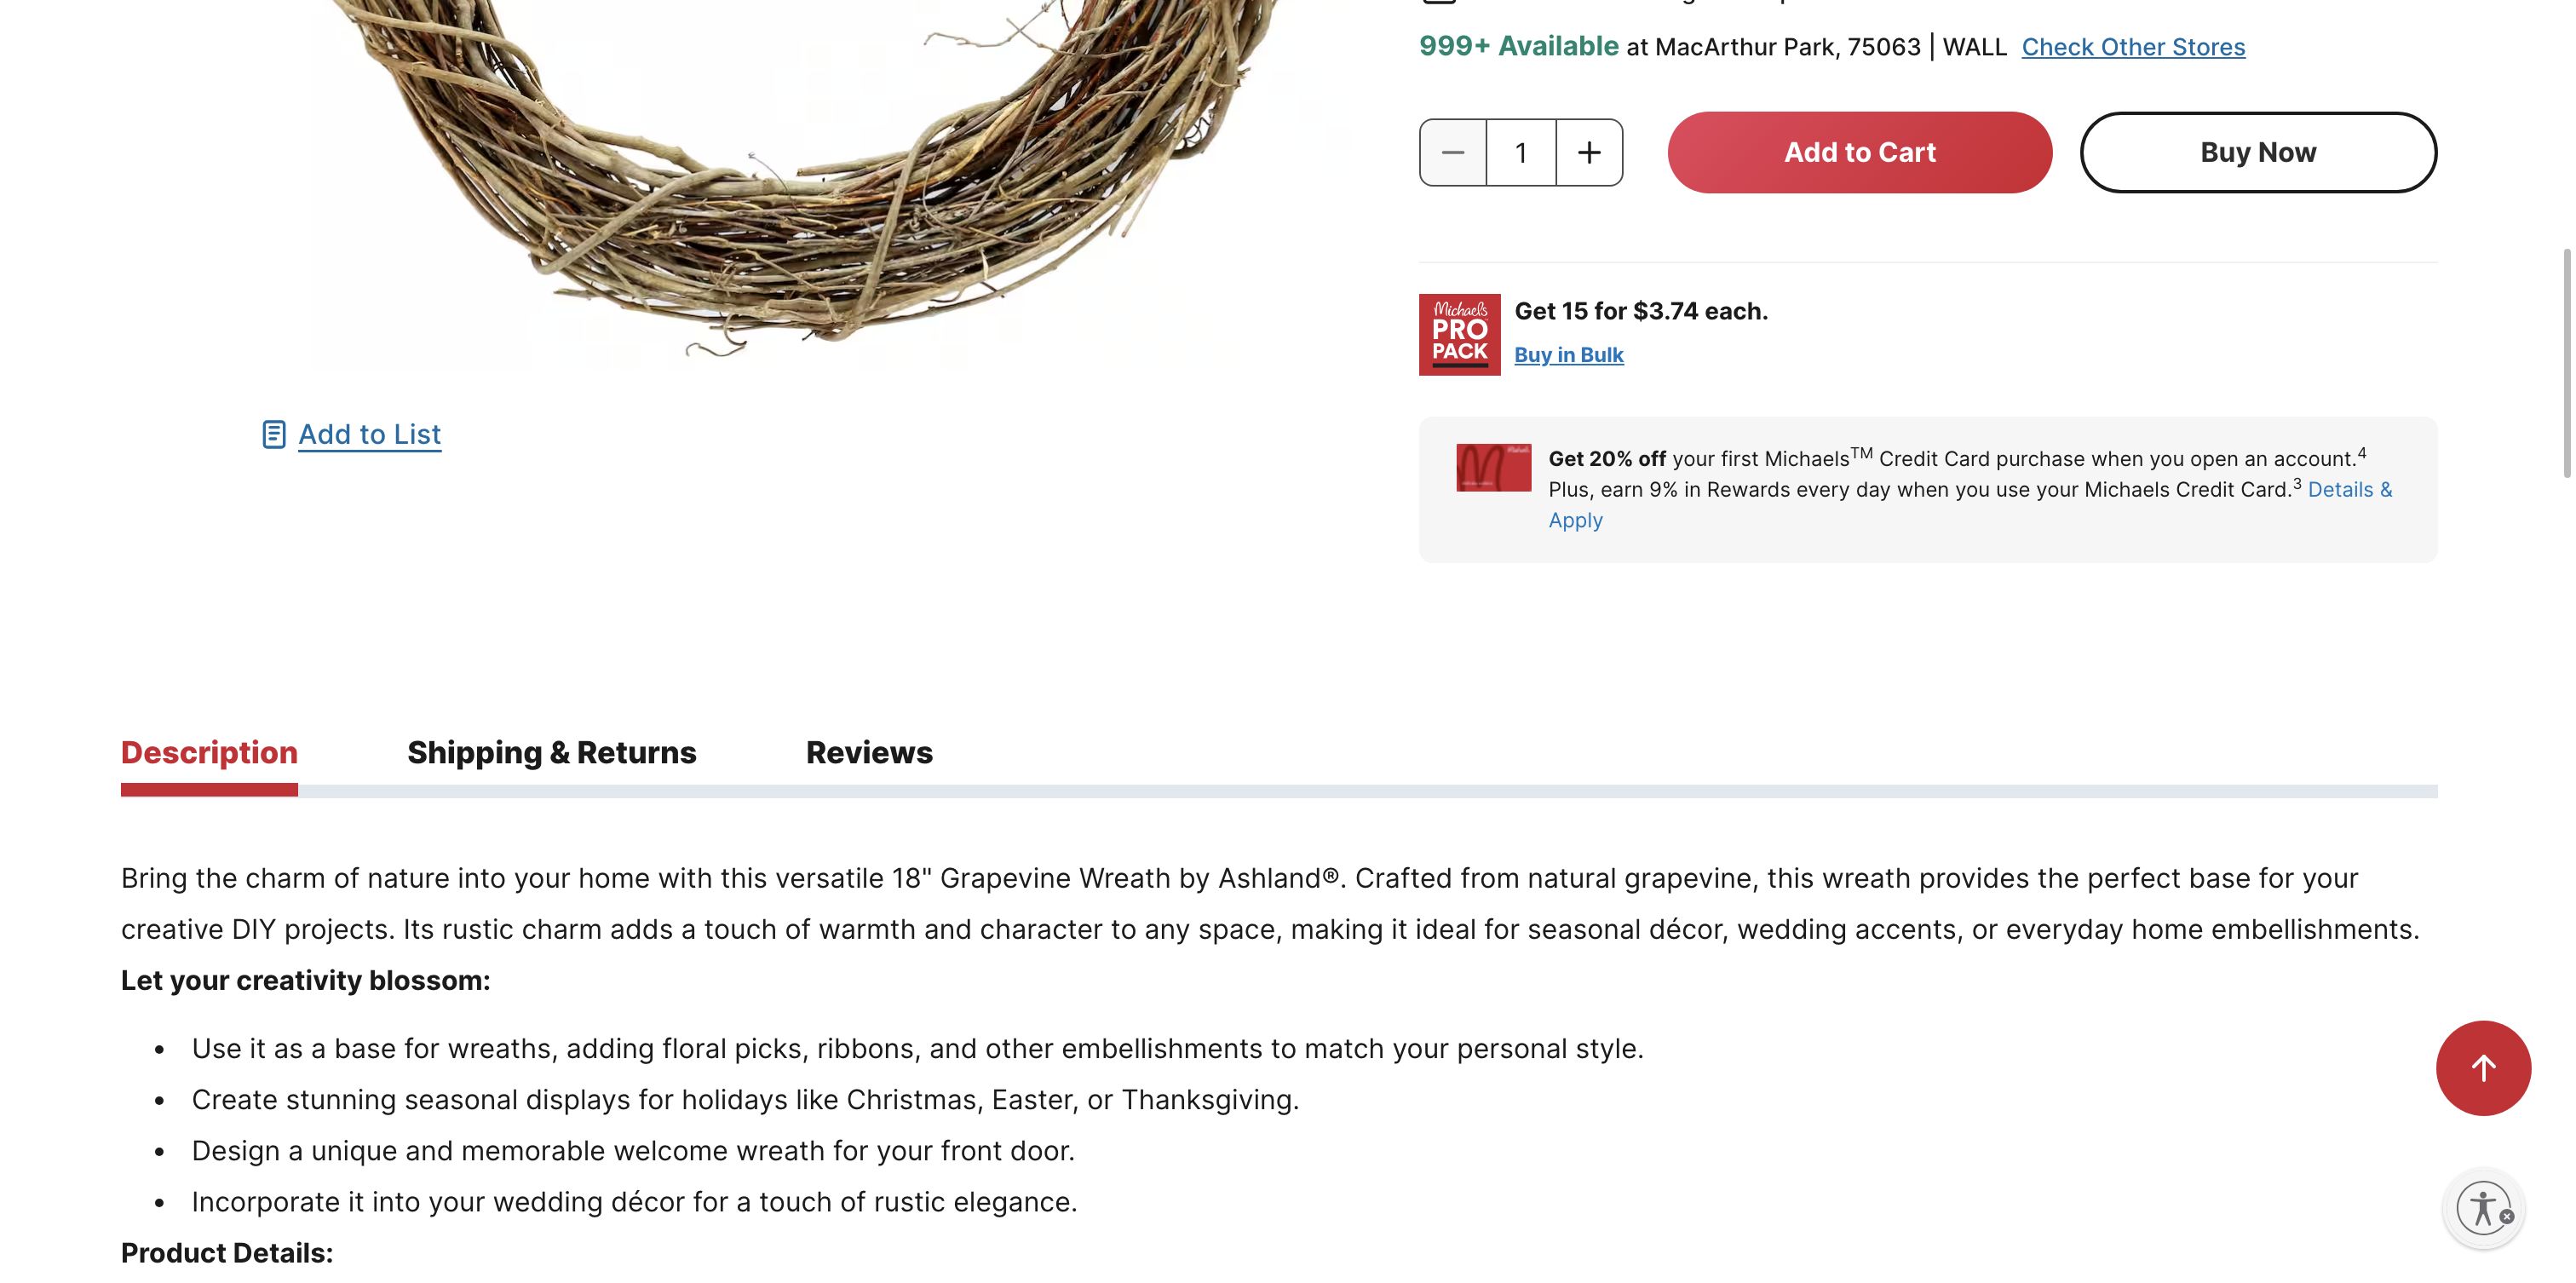 999+ Available at MacArthur Park, 75063 | WALL Check Other Stores
1
Add to Cart
Buy Now
Michaels
PRO
PACK
Get 15 for $3.74 each.
Buy in Bulk
Add to List
Get 20% off your first Michaels™ Credit Card purchase when you open an account.⁴
Plus, earn 9% in Rewards every day when you use your Michaels Credit Card.³ Details &
Apply
Description
Shipping & Returns
Reviews
Bring the charm of nature into your home with this versatile 18" Grapevine Wreath by Ashland®. Crafted from natural grapevine, this wreath provides the perfect base for your
creative DIY projects. Its rustic charm adds a touch of warmth and character to any space, making it ideal for seasonal décor, wedding accents, or everyday home embellishments.
Let your creativity blossom:
• Use it as a base for wreaths, adding floral picks, ribbons, and other embellishments to match your personal style.
• Create stunning seasonal displays for holidays like Christmas, Easter, or Thanksgiving.
• Design a unique and memorable welcome wreath for your front door.
• Incorporate it into your wedding décor for a touch of rustic elegance.
Product Details: